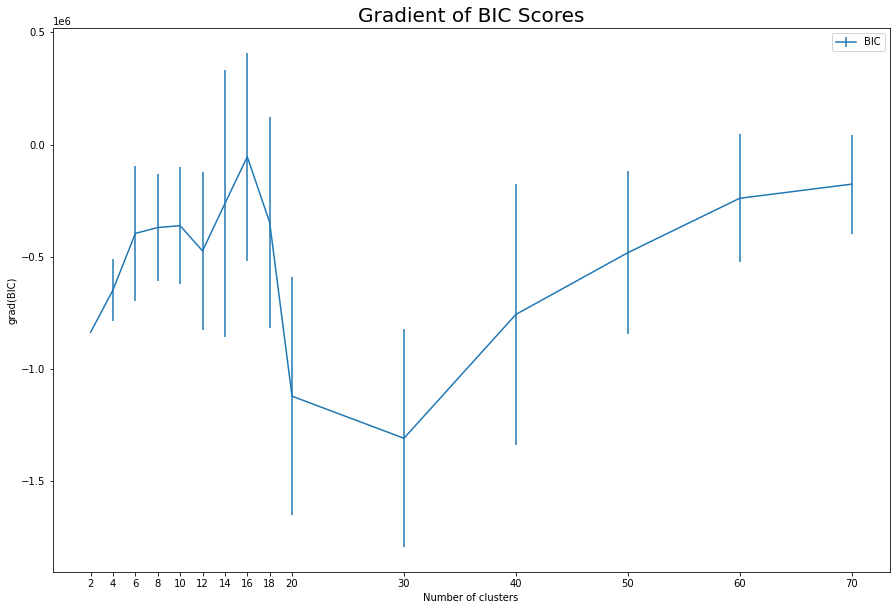 Gradient of BIC Scores
1e6
BIC
0.5
0.0
−0.5
−1.0
−1.5
grad(BIC)
2 4 6 8 10 12 14 16 18 20 30 40 50 60 70
Number of clusters